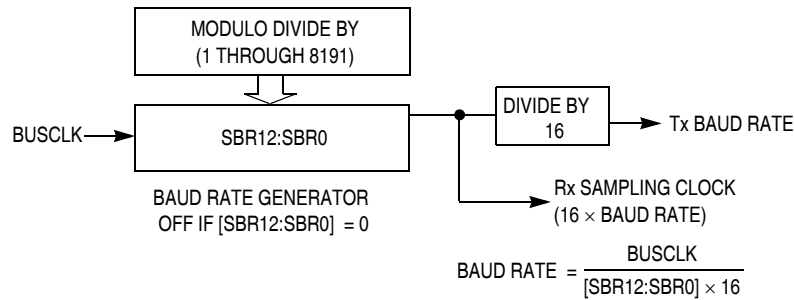 MODULO DIVIDE BY
(1 THROUGH 8191)
BUSCLK
SBR12:SBR0
DIVIDE BY
16
Tx BAUD RATE
BAUD RATE GENERATOR
OFF IF [SBR12:SBR0] = 0
Rx SAMPLING CLOCK
(16 × BAUD RATE)
BAUD RATE =
BUSCLK
[SBR12:SBR0] × 16